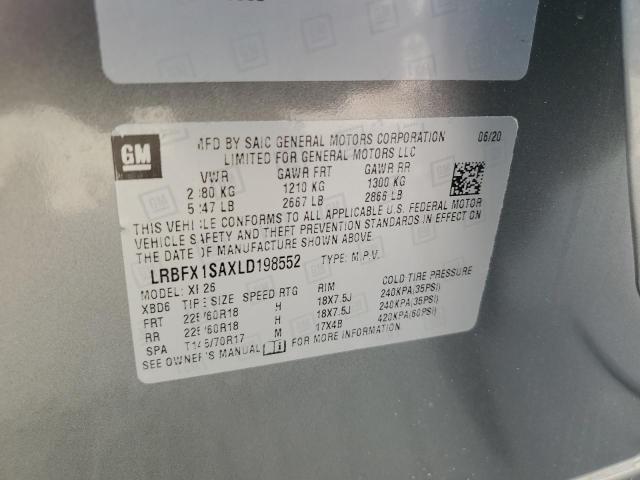 GM
MFD BY SAIC GENERAL MOTORS CORPORATION 06/20
LIMITED FOR GENERAL MOTORS LLC
GAWR FRT GAWR RR
1210 KG 1300 KG
2667 LB 2866 LB
THIS CONFORMS TO ALL APPLICABLE U.S. FEDERAL MOTOR
VEHICLE SAFETY AND THEFT PREVENTION STANDARDS IN EFFECT ON
THE DATE OF MANUFACTURE SHOWN ABOVE.
LRBFX1SAXLD198552 TYPE: M.P.V.
MODEL:
XBD6 SIZE SPEED RTG RIM COLD TIRE PRESSURE
FRT H 18X7.5J 240KPA(35PSI)
RR H 18X7.5J 240KPA(35PSI)
SPA M 17X4B 420KPA(60PSI)
SEE OWNER'S MANUAL FOR MORE INFORMATION.